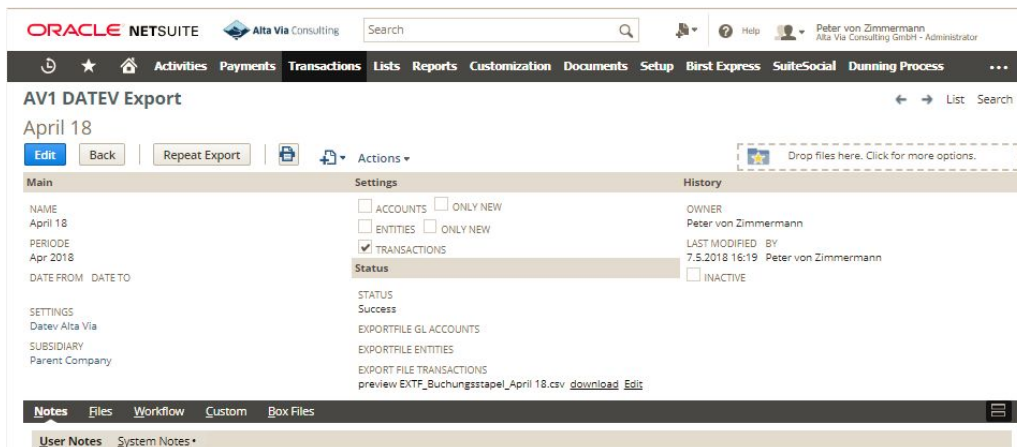 ORACLE NETSUITE Alta Via Consulting Search Help Peter von Zimmermann
Alta Via Consulting GmbH - Administrator
Activities Payments Transactions Lists Reports Customization Documents Setup Birst Express SuiteSocial Dunning Process ...
AV1 DATEV Export List Search
April 18
Edit Back Repeat Export Actions Drop files here. Click for more options.
Main Settings History
NAME ACCOUNTS ONLY NEW OWNER
April 18 ENTITIES ONLY NEW Peter von Zimmermann
PERIODE TRANSACTIONS LAST MODIFIED BY
Apr 2018 7.5.2018 16:19 Peter von Zimmermann
DATE FROM DATE TO Status INACTIVE
STATUS
SETTINGS Success
Datev Alta Via EXPORTFILE GL ACCOUNTS
SUBSIDIARY EXPORTFILE ENTITIES
Parent Company
EXPORT FILE TRANSACTIONS
preview EXTF_Buchungsstapel_April 18.csv download Edit
Notes Files Workflow Custom Box Files
User Notes System Notes •